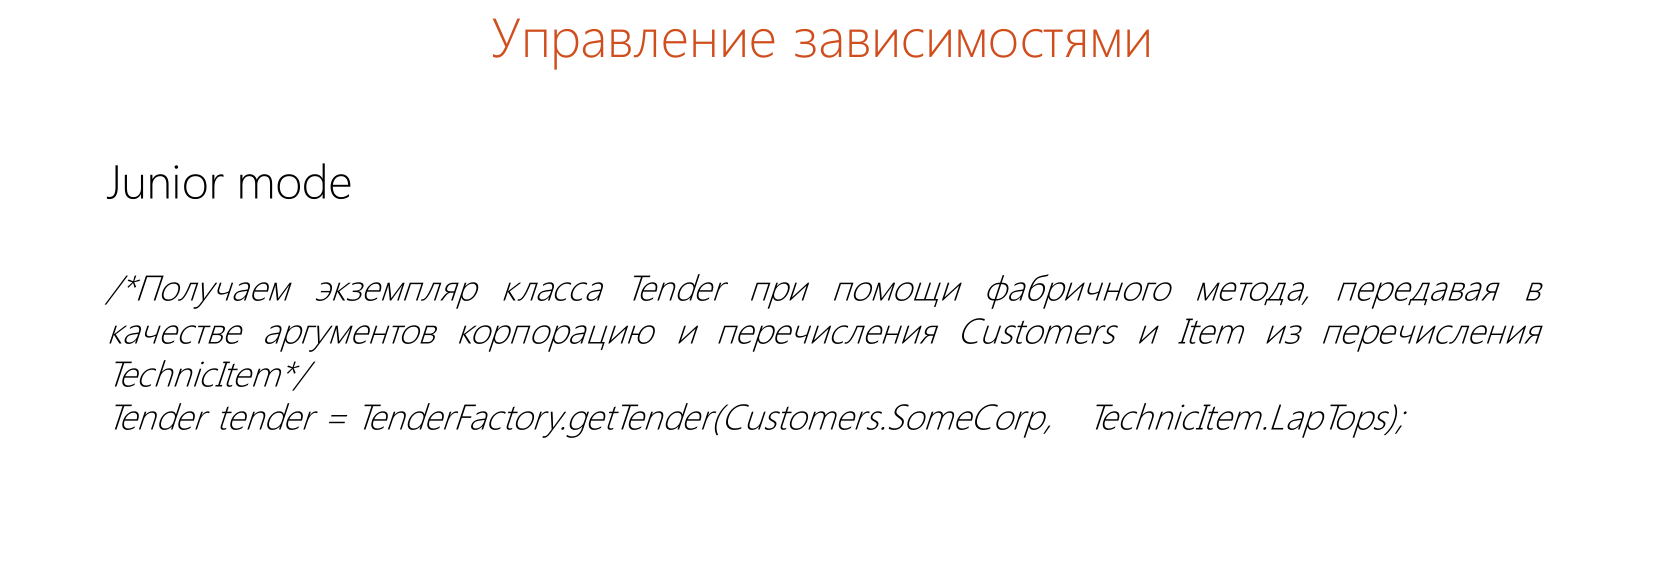 Управление зависимостями
Junior mode
/*Получаем экземпляр класса Tender при помощи фабричного метода, передавая в
качестве аргументов корпорацию и перечисления Customers и Item из перечисления
TechnicItem*/
Tender tender = TenderFactory.getTender(Customers.SomeCorp, TechnicItem.LapTops);